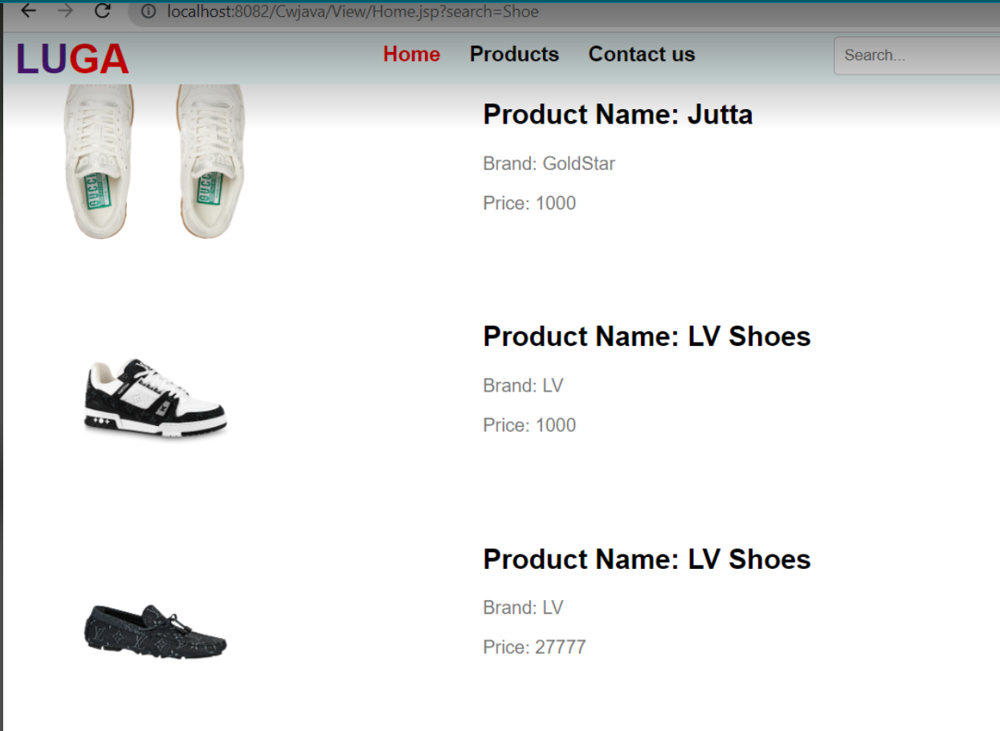 localhost:8082/Cwjava/View/Home.jsp?search=Shoe
LUGA
Home Products Contact us
Search...
Product Name: Jutta
Brand: GoldStar
Price: 1000
GUCCI
GUCCI
Product Name: LV Shoes
Brand: LV
Price: 1000
Product Name: LV Shoes
Brand: LV
Price: 27777